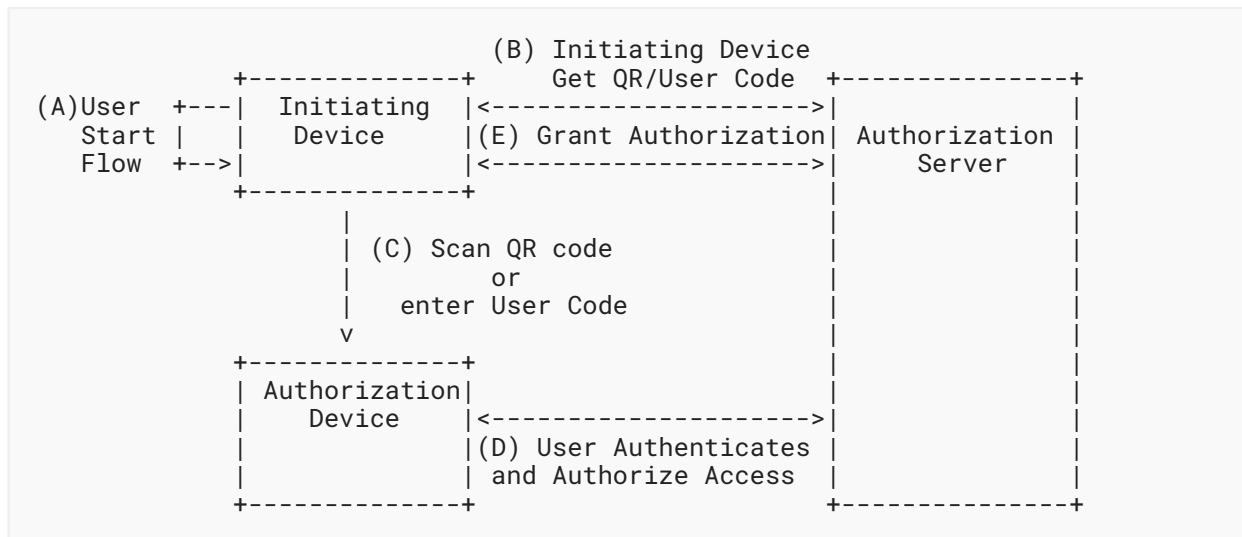 (B) Initiating Device
+--------------+ Get QR/User Code +---------------+
(A)User +---| Initiating |<--------------------->| |
Start | | Device |(E) Grant Authorization| Authorization |
Flow +-->| |<--------------------->| Server |
+--------------+ | |
| | |
| (C) Scan QR code | |
| or | |
| enter User Code | |
v | |
+--------------+ | |
| Authorization| | |
| Device |<--------------------->| |
| |(D) User Authenticates | |
| | and Authorize Access | |
+--------------+ +---------------+